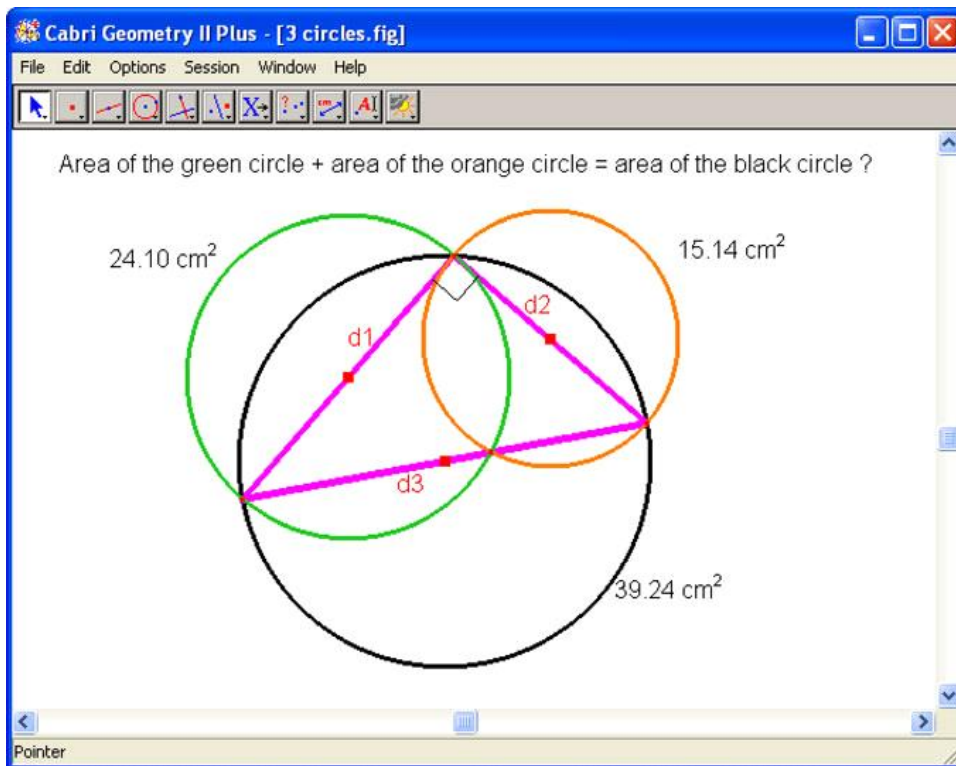 Cabri Geometry II Plus - [3 circles.fig]
File Edit Options Session Window Help
Area of the green circle + area of the orange circle = area of the black circle ?
24.10 cm²
15.14 cm²
d1
d2
d3
39.24 cm²
Pointer